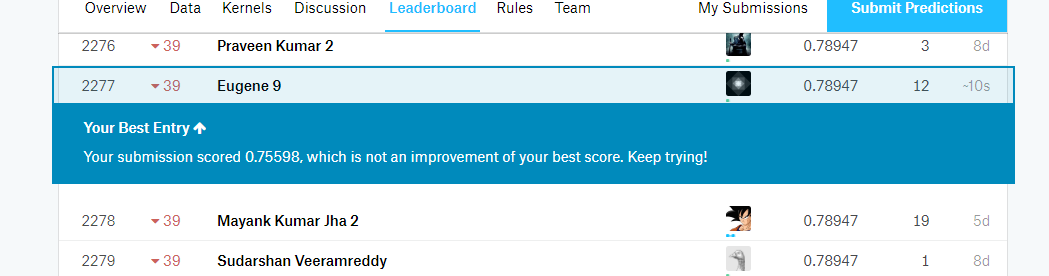 Overview Data Kernels Discussion Leaderboard Rules Team My Submissions Submit Predictions
2276 39 Praveen Kumar 2 0.78947 3 8d
2277 39 Eugene 9 0.78947 12 ~10s
Your Best Entry
Your submission scored 0.75598, which is not an improvement of your best score. Keep trying!
2278 39 Mayank Kumar Jha 2 0.78947 19 5d
2279 39 Sudarshan Veeramreddy 0.78947 1 8d